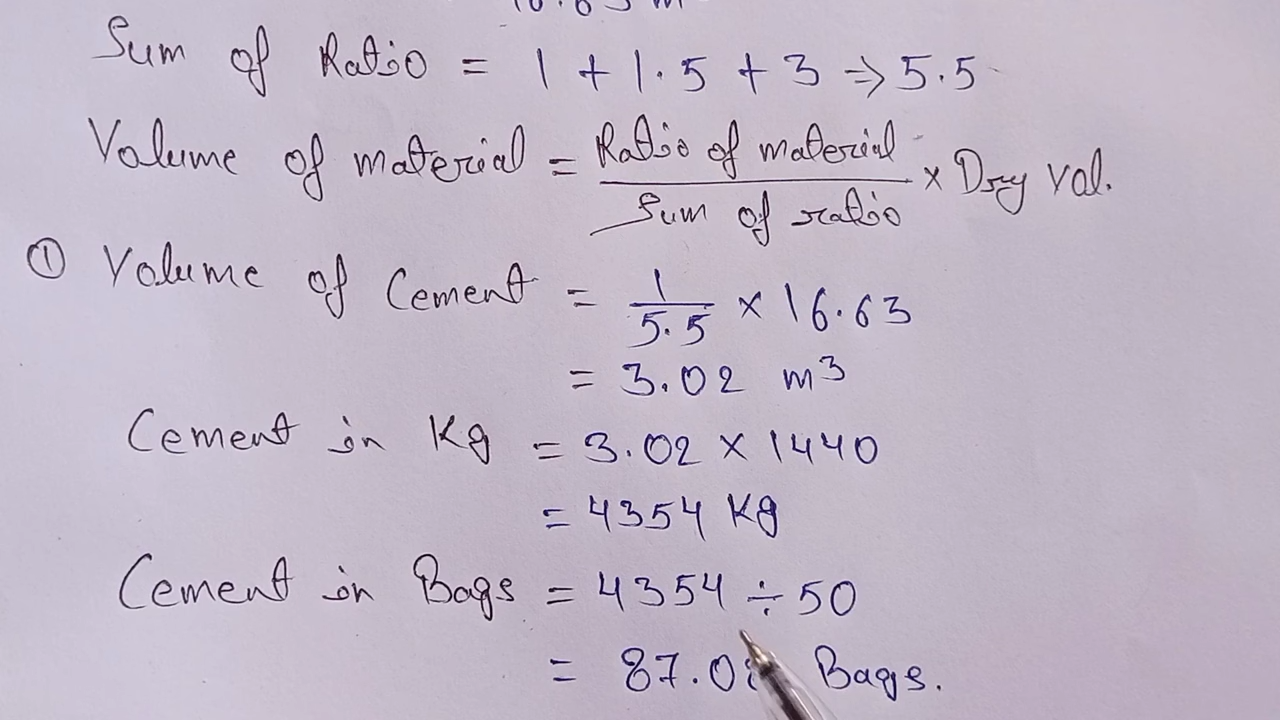 Sum of Ratio = 1 + 1.5 + 3 ⇒ 5.5
Volume of material = Ratio of material / Sum of ratio × Dry Vol.
① Volume of Cement = 1 / 5.5 × 16.63
= 3.02 m3
Cement in Kg = 3.02 × 1440
= 4354 Kg
Cement in Bags = 4354 ÷ 50
= 87.0 Bags.